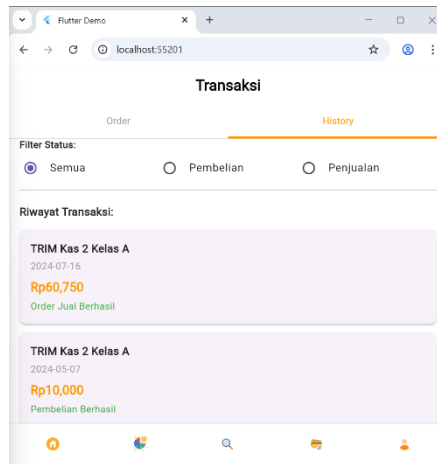 Flutter Demo
localhost:55201
Transaksi
Order History
Filter Status:
Semua Pembelian Penjualan
Riwayat Transaksi:
TRIM Kas 2 Kelas A
2024-07-16
Rp60,750
Order Jual Berhasil
TRIM Kas 2 Kelas A
2024-05-07
Rp10,000
Pembelian Berhasil